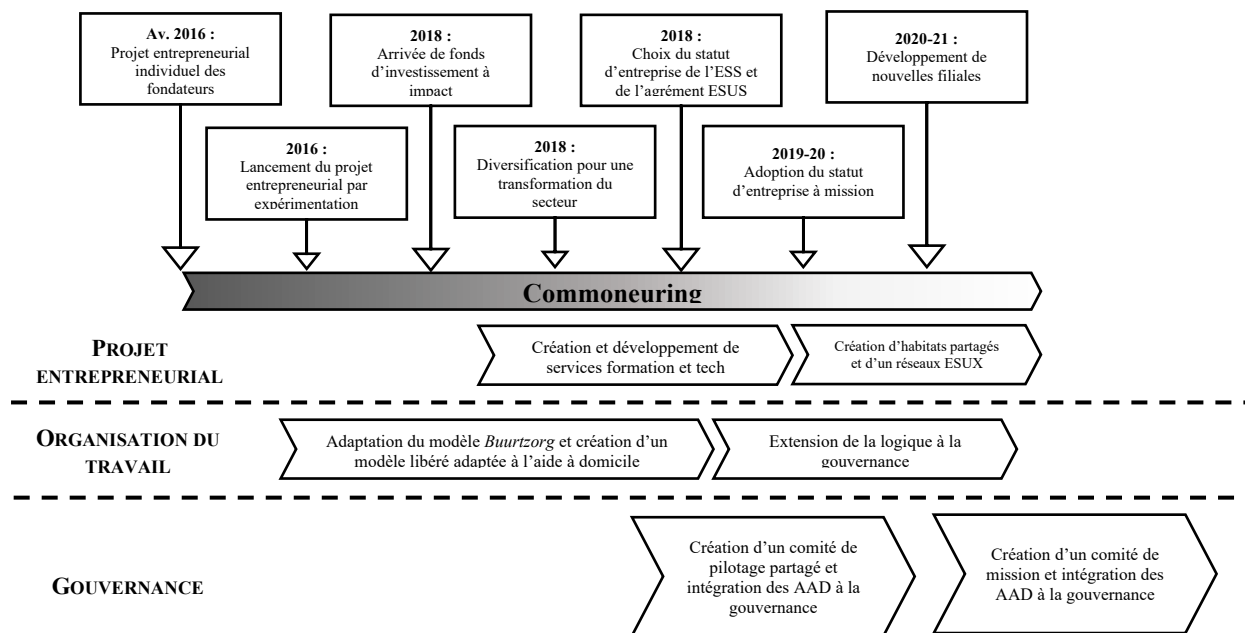 Av. 2016 :
Projet entrepreneurial
individuel des
fondateurs
2018 :
Arrivée de fonds
d'investissement à
impact
2018 :
Choix du statut
d'entreprise de l'ESS et
de l'agrément ESUS
2020-21 :
Développement de
nouvelles filiales
2016 :
Lancement du projet
entrepreneurial par
expérimentation
2018 :
Diversification pour une
transformation du
secteur
2019-20 :
Adoption du statut
d'entreprise à mission
Commoneuring
PROJET
ENTREPRENEURIAL
Création et développement de
services formation et tech
Création d'habitats partagés
et d'un réseaux ESUX
ORGANISATION DU
TRAVAIL
Adaptation du modèle Buurtzorg et création d'un
modèle libéré adaptée à l'aide à domicile
Extension de la logique à la
gouvernance
GOUVERNANCE
Création d'un comité de
pilotage partagé et
intégration des AAD à la
gouvernance
Création d'un comité de
mission et intégration des
AAD à la gouvernance